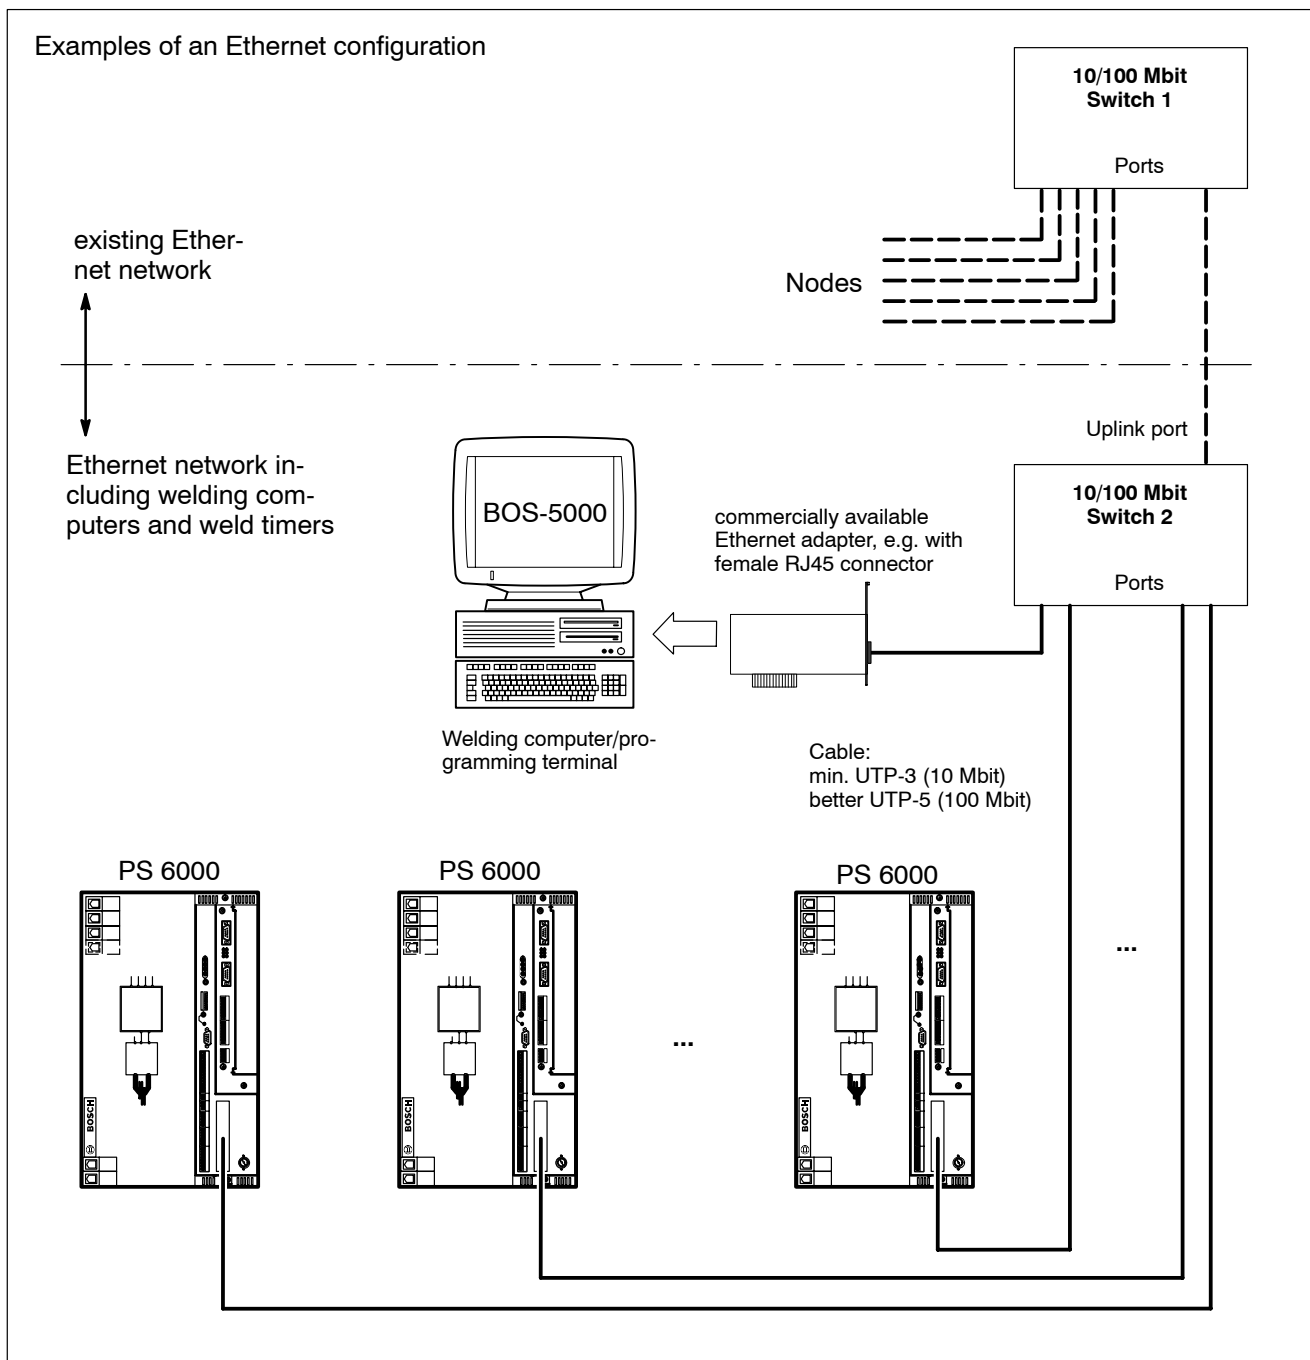 Examples of an Ethernet configuration
10/100 Mbit
Switch 1
Ports
existing Ether-
net network
Nodes
Uplink port
Ethernet network in-
cluding welding com-
puters and weld timers
10/100 Mbit
Switch 2
Ports
BOS-5000
commercially available
Ethernet adapter, e.g. with
female RJ45 connector
Welding computer/pro-
gramming terminal
Cable:
min. UTP-3 (10 Mbit)
better UTP-5 (100 Mbit)
PS 6000
PS 6000
PS 6000
...
...
BOSCH
BOSCH
BOSCH